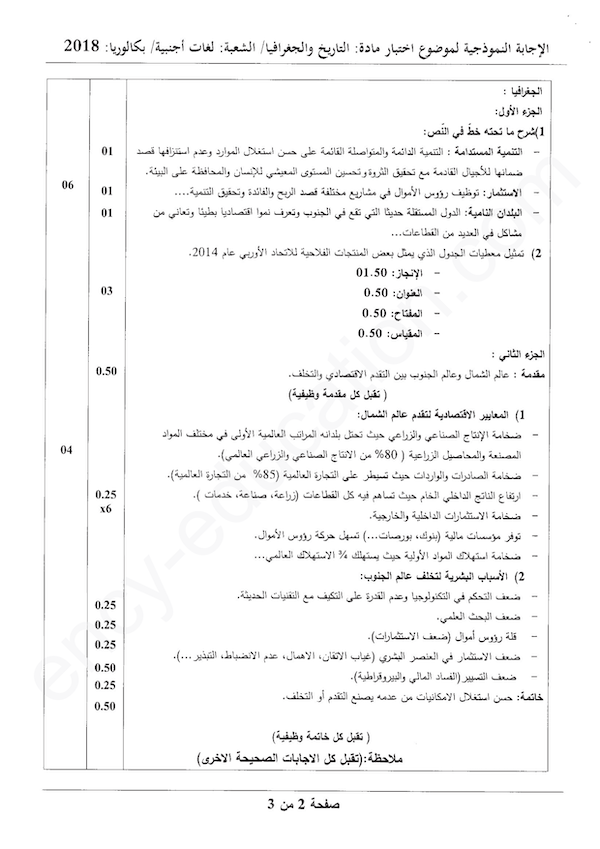 الإجابة النموذجية لموضوع اختبار مادة: التاريخ والجغرافيا/ الشعبة: لغات أجنبية/ بكالوريا: 2018
الجغرافيا :
الجزء الأول:
1)شرح ما تحته خطّ في النّص:
01 - التنمية المستدامة : التنمية الدائمة والمتواصلة القائمة على حسن استغلال الموارد وعدم استنزافها قصد
ضمانها للأجيال القادمة مع تحقيق الثروة وتحسين المستوى المعيشي للإنسان والمحافظة على البيئة.
06 01 - الاستثمار: توظيف رؤوس الأموال في مشاريع مختلفة قصد الربح والفائدة وتحقيق التنمية....
01 - البلدان النامية: الدول المستقلة حديثا التي تقع في الجنوب وتعرف نموا اقتصاديا بطيئا وتعاني من
مشاكل في العديد من القطاعات...
2) تمثيل معطيات الجدول الذي يمثل بعض المنتجات الفلاحية للاتحاد الأوربي عام 2014.
- الإنجاز: 01.50
03 - العنوان: 0.50
- المفتاح: 0.50
- المقياس: 0.50
الجزء الثاني :
0.50 مقدمة : عالم الشمال وعالم الجنوب بين التقدم الاقتصادي والتخلف.
( تقبل كل مقدمة وظيفية)
1) المعايير الاقتصادية لتقدم عالم الشمال:
- ضخامة الإنتاج الصناعي والزراعي حيث تحتل بلدانه المراتب العالمية الأولى في مختلف المواد
04 المصنعة والمحاصيل الزراعية ( 80% من الانتاج الصناعي والزراعي العالمي).
- ضخامة الصادرات والواردات حيث تسيطر على التجارة العالمية (85% من التجارة العالمية).
0.25 - ارتفاع الناتج الداخلي الخام حيث تساهم فيه كل القطاعات (زراعة، صناعة، خدمات ).
x6 - ضخامة الاستثمارات الداخلية والخارجية.
- توفر مؤسسات مالية (بنوك، بورصات...) تسهل حركة رؤوس الأموال.
- ضخامة استهلاك المواد الأولية حيث يستهلك ¾ الاستهلاك العالمي...
2) الأسباب البشرية لتخلف عالم الجنوب:
0.25 - ضعف التحكم في التكنولوجيا وعدم القدرة على التكيف مع التقنيات الحديثة.
0.25 - ضعف البحث العلمي.
0.25 - قلة رؤوس أموال (ضعف الاستثمارات).
0.50 - ضعف الاستثمار في العنصر البشري (غياب الاتقان، الاهمال، عدم الانضباط، التبذير ...).
0.25 - ضعف التسيير (الفساد المالي والبيروقراطية).
0.50 خاتمة: حسن استغلال الامكانيات من عدمه يصنع التقدم أو التخلف.
( تقبل كل خاتمة وظيفية)
ملاحظة:(تقبل كل الاجابات الصحيحة الاخرى)
صفحة 2 من 3
ency-education.com